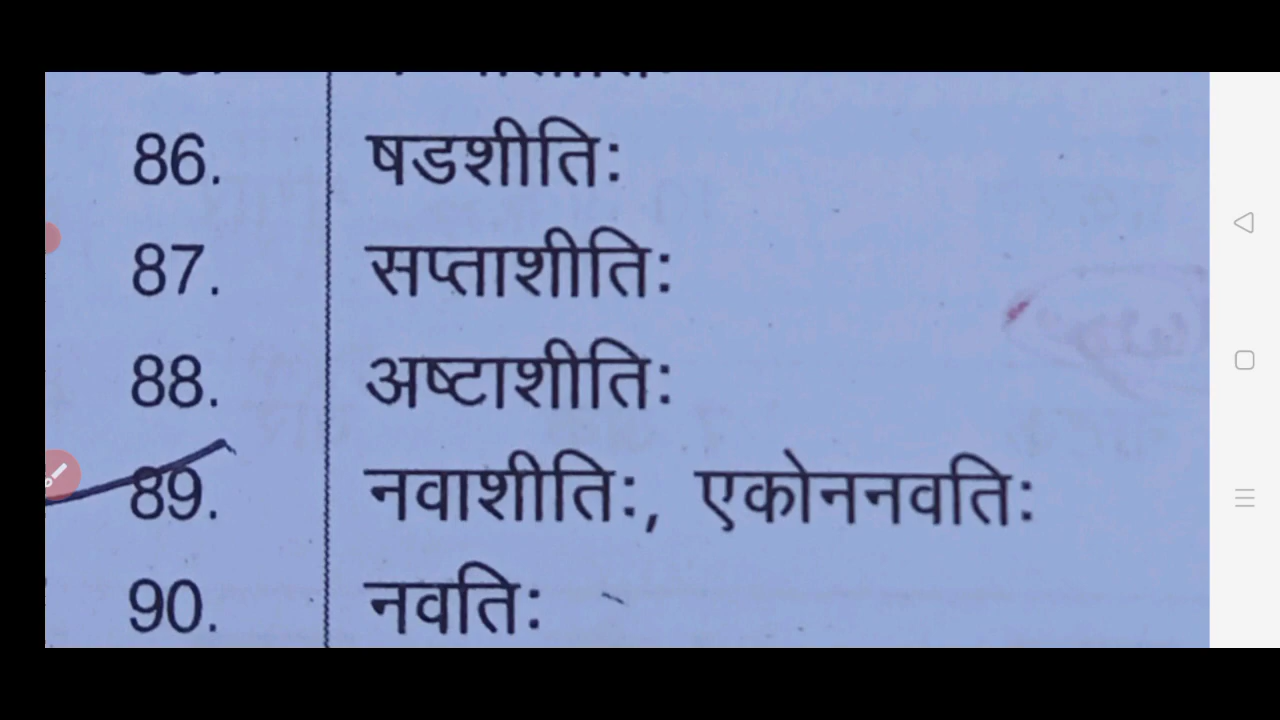 86. षडशीतिः
87. सप्ताशीतिः
88. अष्टाशीतिः
89. नवाशीतिः, एकोननवतिः
90. नवतिः